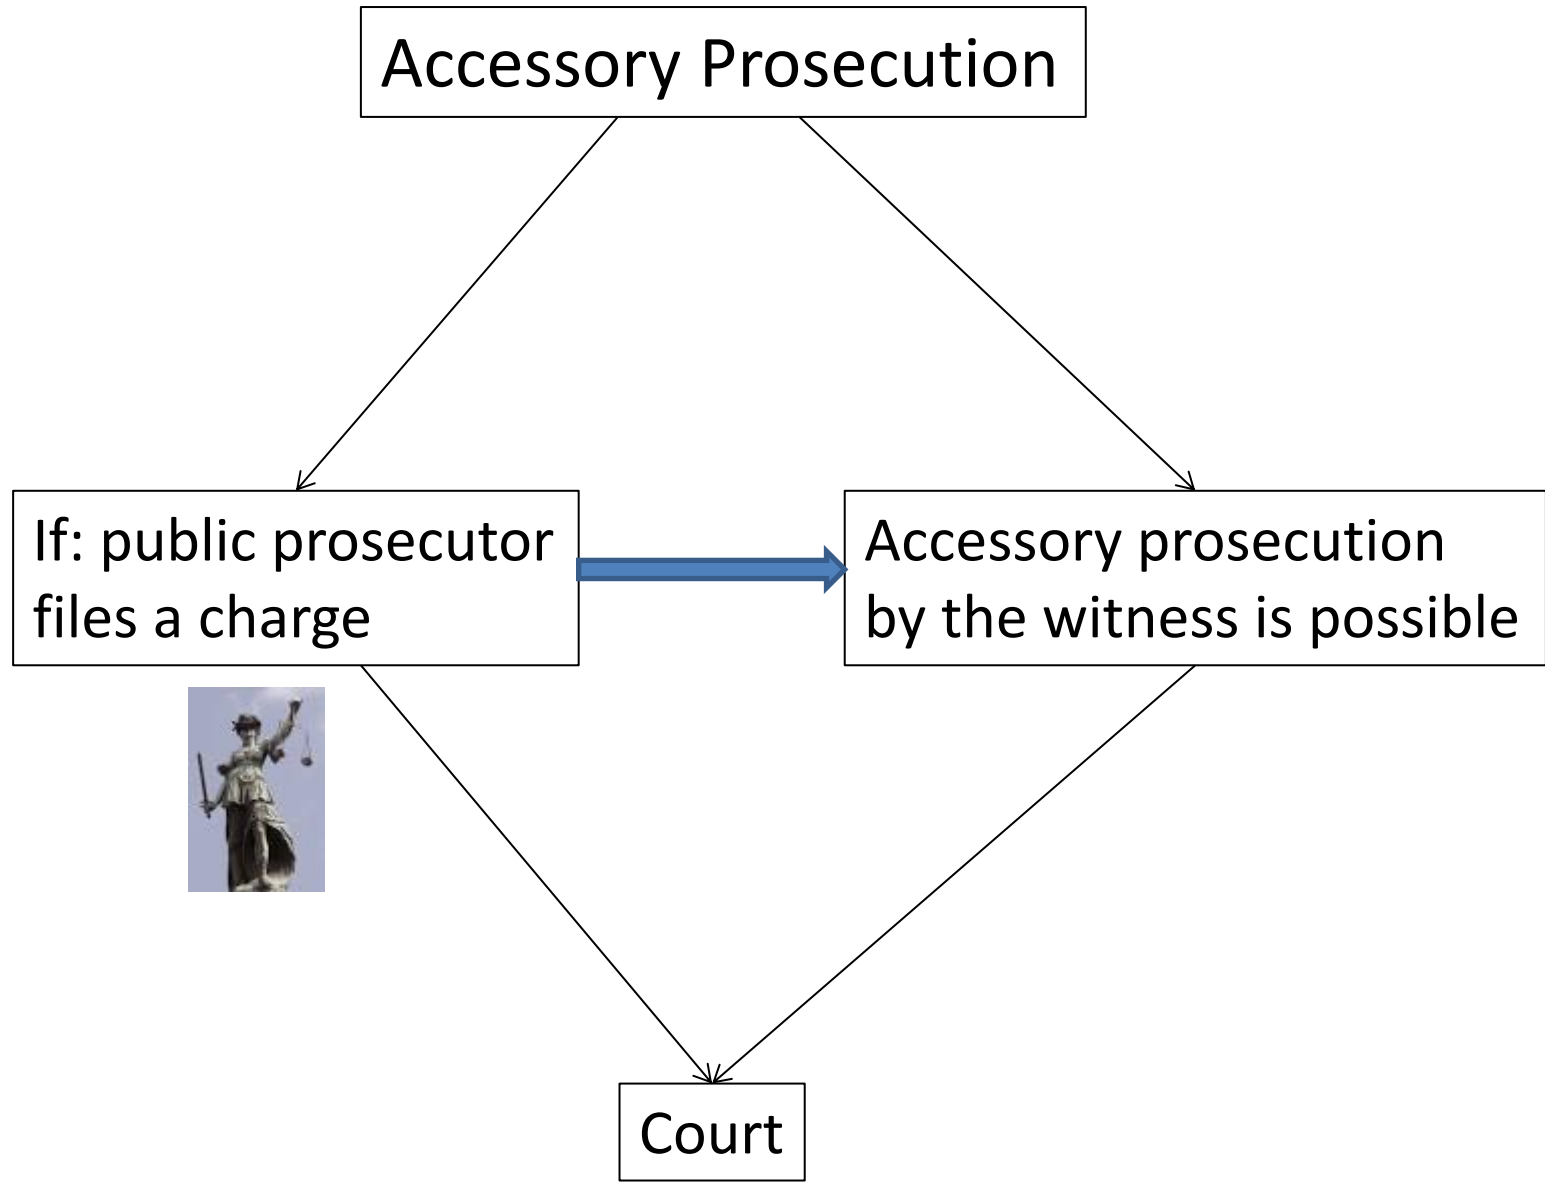 Accessory Prosecution
If: public prosecutor
files a charge
Accessory prosecution
by the witness is possible
Court